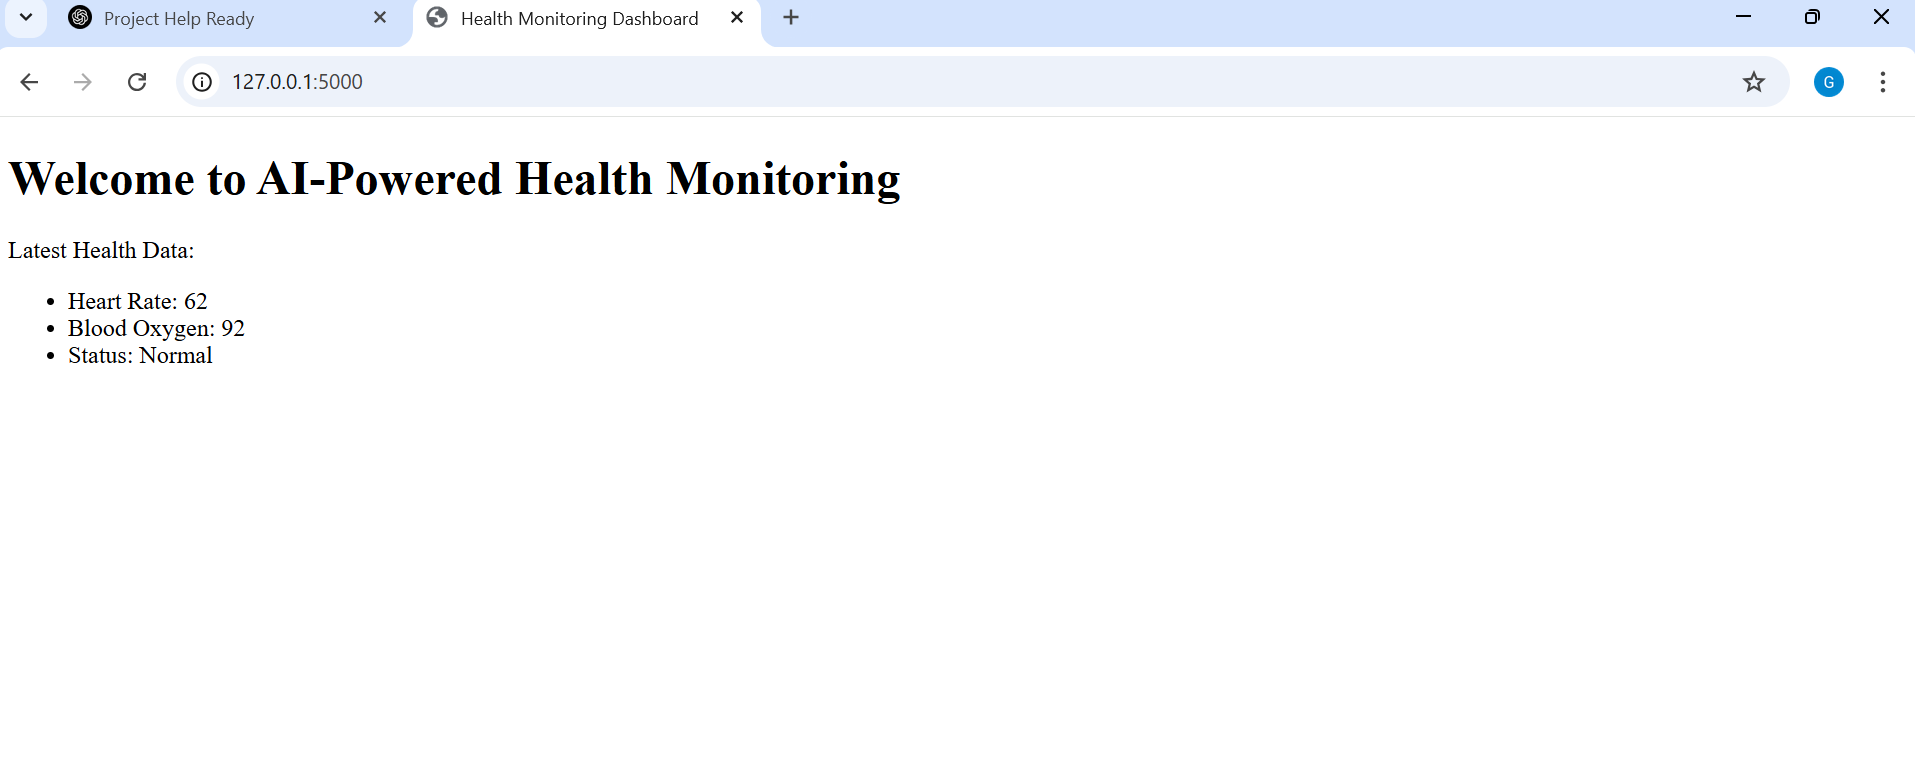 Project Help Ready
Health Monitoring Dashboard
127.0.0.1:5000
G
Welcome to AI-Powered Health Monitoring
Latest Health Data:
Heart Rate: 62
Blood Oxygen: 92
Status: Normal